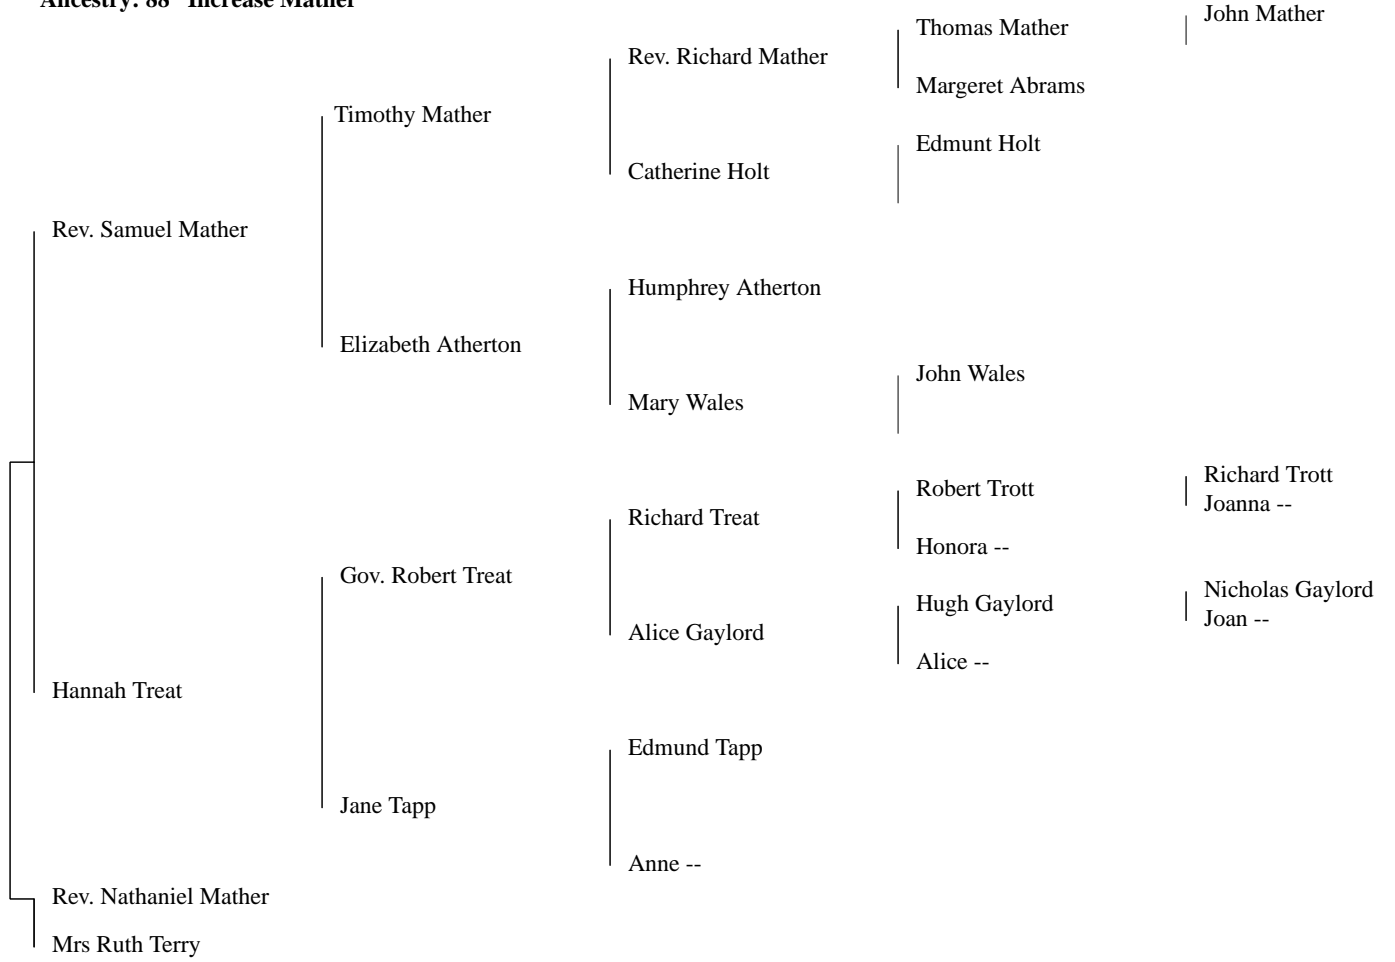 Ancestry: 88 Increase Mather
John Mather
Thomas Mather
Rev. Richard Mather
Margeret Abrams
Timothy Mather
Edmunt Holt
Catherine Holt
Rev. Samuel Mather
Humphrey Atherton
Elizabeth Atherton
John Wales
Mary Wales
Richard Trott
Robert Trott
Joanna --
Richard Treat
Honora --
Gov. Robert Treat
Nicholas Gaylord
Hugh Gaylord
Joan --
Alice Gaylord
Alice --
Hannah Treat
Edmund Tapp
Jane Tapp
Anne --
Rev. Nathaniel Mather
Mrs Ruth Terry